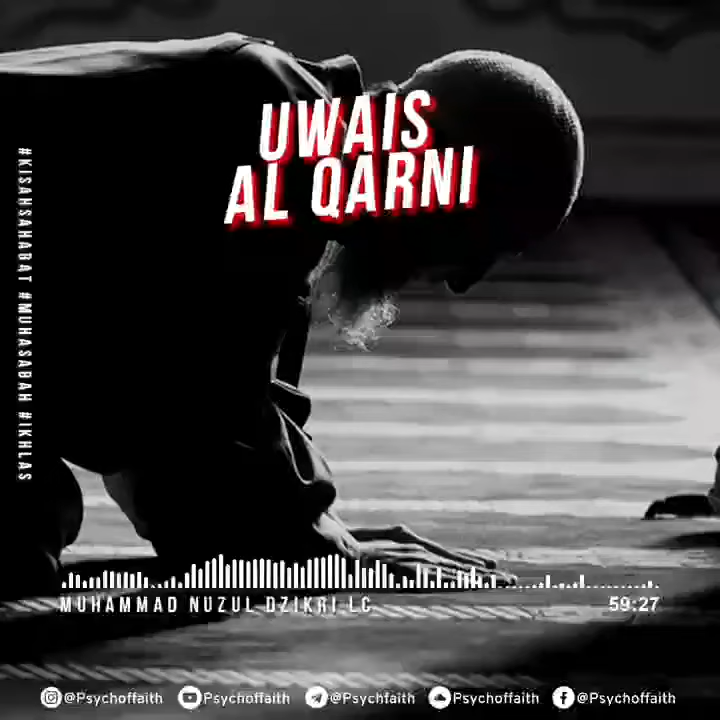 UWAIS
AL QARNI
#KISAHSAHABAT #MUHASABAH #IKHLAS
MUHAMMAD NUZUL DZIKRI,LC
59:27
@Psychoffaith Psychoffaith @Psychfaith Psychoffaith @Psychoffaith